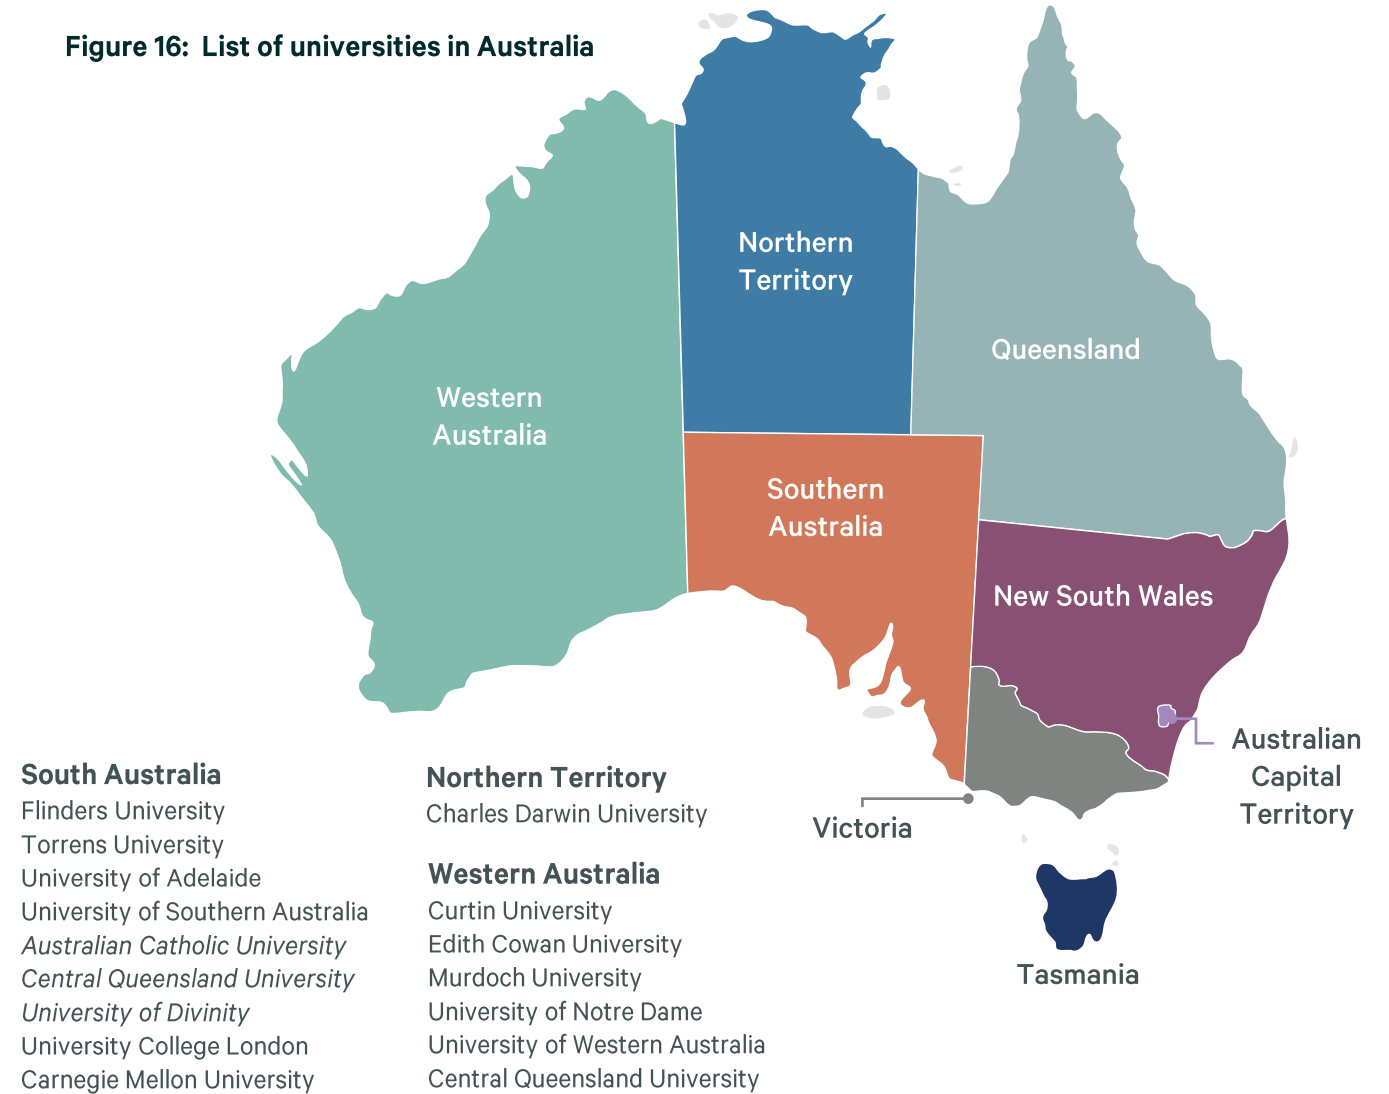 Figure 16: List of universities in Australia
Northern
Territory
Queensland
Western
Australia
Southern
Australia
New South Wales
Australian
Capital
Territory
Victoria
Tasmania
South Australia
Flinders University
Torrens University
University of Adelaide
University of Southern Australia
Australian Catholic University
Central Queensland University
University of Divinity
University College London
Carnegie Mellon University
Northern Territory
Charles Darwin University
Western Australia
Curtin University
Edith Cowan University
Murdoch University
University of Notre Dame
University of Western Australia
Central Queensland University